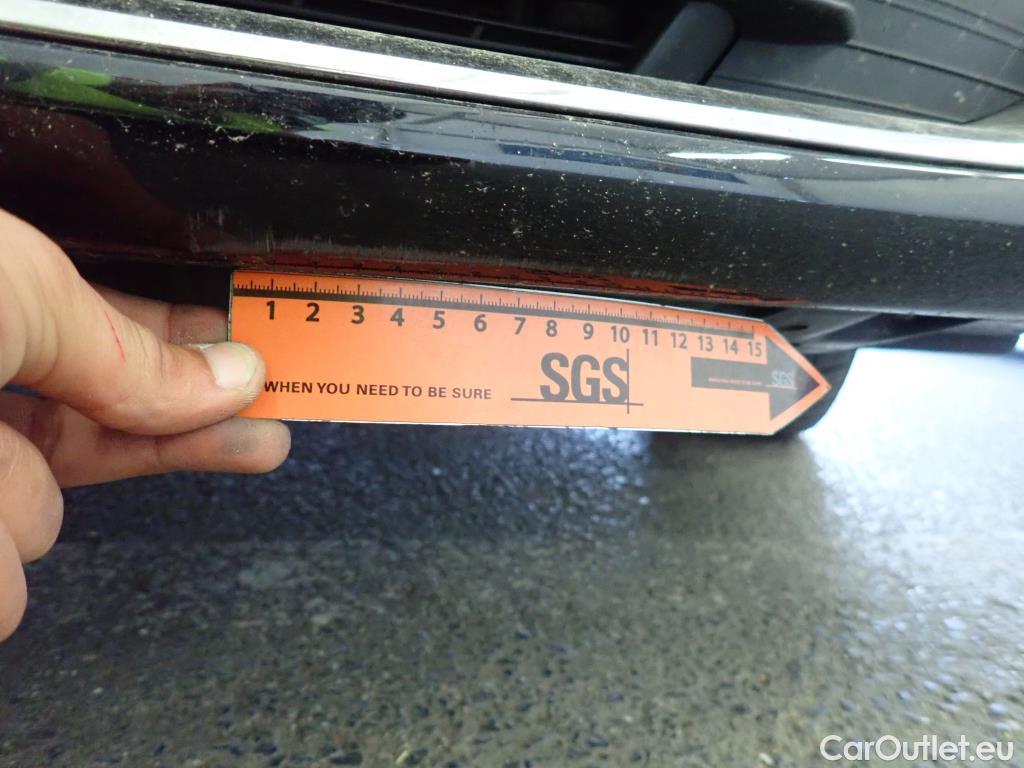 1 2 3 4 5 6 7 8 9 10 11 12 13 14 15
WHEN YOU NEED TO BE SURE
SGS
SGS
CarOutlet.eu